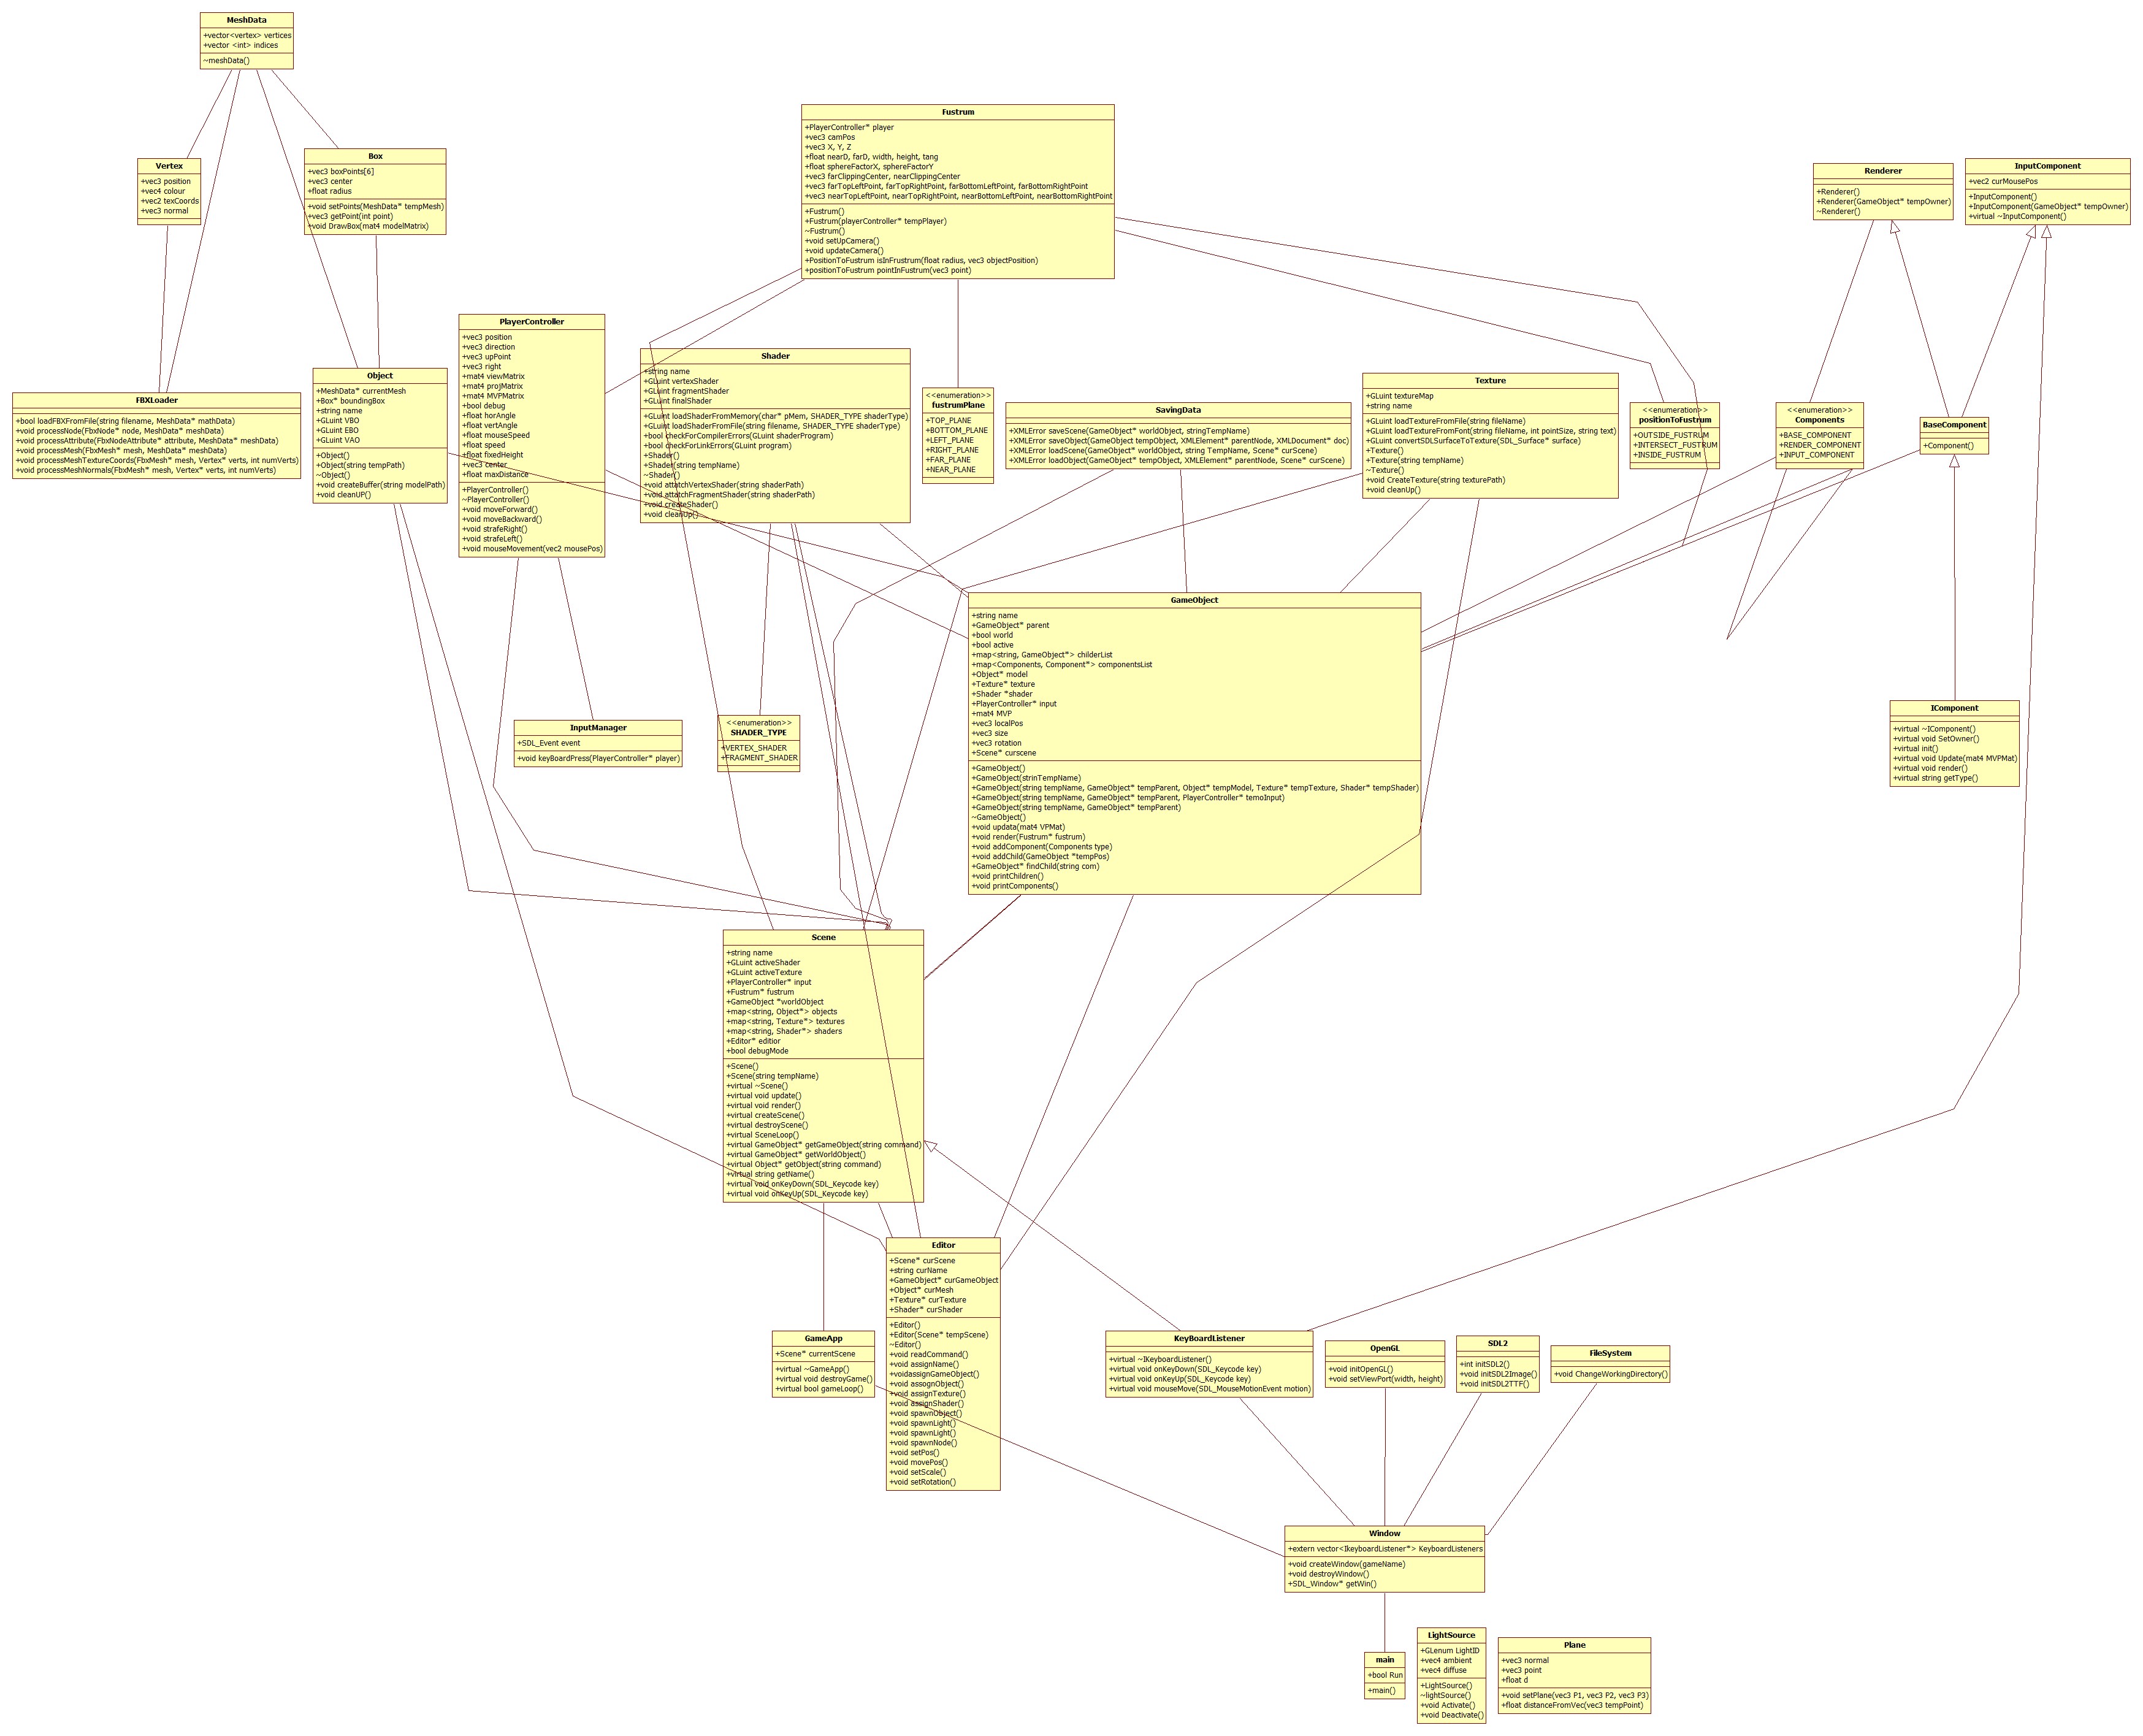 MeshData
+vector<vertex> vertices
+vector <int> indices
~meshData()
Fustrum
+PlayerController* player
+vec3 camPos
+vec3 X, Y, Z
+float nearD, farD, width, height, tang
+float sphereFactorX, sphereFactorY
+vec3 farClippingCenter, nearClippingCenter
+vec3 farTopLeftPoint, farTopRightPoint, farBottomLeftPoint, farBottomRightPoint
+vec3 nearTopLeftPoint, nearTopRightPoint, nearBottomLeftPoint, nearBottomRightPoint
+Fustrum()
+Fustrum(playerController* tempPlayer)
~Fustrum()
+void setUpCamera()
+void updateCamera()
+PositionToFustrum isInFrustrum(float radius, vec3 objectPosition)
+positionToFustrum pointInFustrum(vec3 point)
Vertex
+vec3 position
+vec4 colour
+vec2 texCoords
+vec3 normal
Box
+vec3 boxPoints[6]
+vec3 center
+float radius
+void setPoints(MeshData* tempMesh)
+vec3 getPoint(int point)
+void DrawBox(mat4 modelMatrix)
Renderer
+Renderer()
+Renderer(GameObject* tempOwner)
~Renderer()
InputComponent
+vec2 curMousePos
+InputComponent()
+InputComponent(GameObject* tempOwner)
+virtual ~InputComponent()
FBXLoader
+bool loadFBXFromFile(string filename, MeshData* mathData)
+void processNode(FbxNode* node, MeshData* meshData)
+void processAttribute(FbxNodeAttribute* attribute, MeshData* meshData)
+void processMesh(FbxMesh* mesh, MeshData* meshData)
+void processMeshTextureCoords(FbxMesh* mesh, Vertex* verts, int numVerts)
+void processMeshNormals(FbxMesh* mesh, Vertex* verts, int numVerts)
Object
+MeshData* currentMesh
+Box* boundingBox
+string name
+GLuint VBO
+GLuint EBO
+GLuint VAO
+Object()
+Object(string tempPath)
~Object()
+void createBuffer(string modelPath)
+void cleanUP()
PlayerController
+vec3 position
+vec3 direction
+vec3 upPoint
+vec3 right
+mat4 viewMatrix
+mat4 projMatrix
+mat4 MVPMatrix
+bool debug
+float horAngle
+float vertAngle
+float mouseSpeed
+float speed
+float fixedHeight
+vec3 center
+float maxDistance
+PlayerController()
~PlayerController()
+void moveForward()
+void moveBackward()
+void strafeRight()
+void strafeLeft()
+void mouseMovement(vec2 mousePos)
Shader
+string name
+GLuint vertexShader
+GLuint fragmentShader
+GLuint finalShader
+GLuint loadShaderFromMemory(char* pMem, SHADER_TYPE shaderType)
+GLuint loadShaderFromFile(string filename, SHADER_TYPE shaderType)
+bool checkForCompilerErrors(GLuint shaderProgram)
+bool checkForLinkErrors(GLuint program)
+Shader()
+Shader(string tempName)
~Shader()
+void attatchVertexShader(string shaderPath)
+void attatchFragmentShader(string shaderPath)
+void createShader()
+void cleanUp()
<<enumeration>>
fustrumPlane
+TOP_PLANE
+BOTTOM_PLANE
+LEFT_PLANE
+RIGHT_PLANE
+FAR_PLANE
+NEAR_PLANE
SavingData
+XMLError saveScene(GameObject* worldObject, stringTempName)
+XMLError saveObject(GameObject tempObject, XMLElement* parentNode, XMLDocument* doc)
+XMLError loadScene(GameObject* worldObject, string TempName, Scene* curScene)
+XMLError loadObject(GameObject* tempObject, XMLElement* parentNode, Scene* curScene)
Texture
+GLuint textureMap
+string name
+GLuint loadTextureFromFile(string fileName)
+GLuint loadTextureFromFont(string fileName, int pointSize, string text)
+GLuint convertSDLSurfaceToTexture(SDL_Surface* surface)
+Texture()
+Texture(string tempName)
~Texture()
+void CreateTexture(string texturePath)
+void cleanUp()
<<enumeration>>
positionToFustrum
+OUTSIDE_FUSTRUM
+INTERSECT_FUSTRUM
+INSIDE_FUSTRUM
<<enumeration>>
Components
+BASE_COMPONENT
+RENDER_COMPONENT
+INPUT_COMPONENT
BaseComponent
+Component()
GameObject
+string name
+GameObject* parent
+bool world
+bool active
+map<string, GameObject*> childerList
+map<Components, Component*> componentsList
+Object* model
+Texture* texture
+Shader *shader
+PlayerController* input
+mat4 MVP
+vec3 localPos
+vec3 size
+vec3 rotation
+Scene* curscene
+GameObject()
+GameObject(strinTempName)
+GameObject(string tempName, GameObject* tempParent, Object* tempModel, Texture* tempTexture, Shader* tempShader)
+GameObject(string tempName, GameObject* tempParent, PlayerController* temoInput)
+GameObject(string tempName, GameObject* tempParent)
~GameObject()
+void updata(mat4 VPMat)
+void render(Fustrum* fustrum)
+void addComponent(Components type)
+void addChild(GameObject *tempPos)
+GameObject* findChild(string com)
+void printChildren()
+void printComponents()
InputManager
+SDL_Event event
+void keyBoardPress(PlayerController* player)
<<enumeration>>
SHADER_TYPE
+VERTEX_SHADER
+FRAGMENT_SHADER
IComponent
+virtual ~IComponent()
+virtual void SetOwner()
+virtual init()
+virtual void Update(mat4 MVPMat)
+virtual void render()
+virtual string getType()
Scene
+string name
+GLuint activeShader
+GLuint activeTexture
+PlayerController* input
+Fustrum* fustrum
+GameObject *worldObject
+map<string, Object*> objects
+map<string, Texture*> textures
+map<string, Shader*> shaders
+Editor* editior
+bool debugMode
+Scene()
+Scene(string tempName)
+virtual ~Scene()
+virtual void update()
+virtual void render()
+virtual createScene()
+virtual destroyScene()
+virtual SceneLoop()
+virtual GameObject* getGameObject(string command)
+virtual GameObject* getWorldObject()
+virtual Object* getObject(string command)
+virtual string getName()
+virtual void onKeyDown(SDL_Keycode key)
+virtual void onKeyUp(SDL_Keycode key)
Editor
+Scene* curScene
+string curName
+GameObject* curGameObject
+Object* curMesh
+Texture* curTexture
+Shader* curShader
+Editor()
+Editor(Scene* tempScene)
~Editor()
+void readCommand()
+void assignName()
+voidassignGameObject()
+void assognObject()
+void assignTexture()
+void assignShader()
+void spawnObject()
+void spawnLight()
+void spawnLight()
+void spawnNode()
+void setPos()
+void movePos()
+void setScale()
+void setRotation()
GameApp
+Scene* currentScene
+virtual ~GameApp()
+virtual void destroyGame()
+virtual bool gameLoop()
KeyBoardListener
+virtual ~IKeyboardListener()
+virtual void onKeyDown(SDL_Keycode key)
+virtual void onKeyUp(SDL_Keycode key)
+virtual void mouseMove(SDL_MouseMotionEvent motion)
OpenGL
+void initOpenGL()
+void setViewPort(width, height)
SDL2
+int initSDL2()
+void initSDL2Image()
+void initSDL2TTF()
FileSystem
+void ChangeWorkingDirectory()
Window
+extern vector<IkeyboardListener*> KeyboardListeners
+void createWindow(gameName)
+void destroyWindow()
+SDL_Window* getWin()
main
+bool Run
+main()
LightSource
+GLenum LightID
+vec4 ambient
+vec4 diffuse
+LightSource()
~lightSource()
+void Activate()
+void Deactivate()
Plane
+vec3 normal
+vec3 point
+float d
+void setPlane(vec3 P1, vec3 P2, vec3 P3)
+float distanceFromVec(vec3 tempPoint)